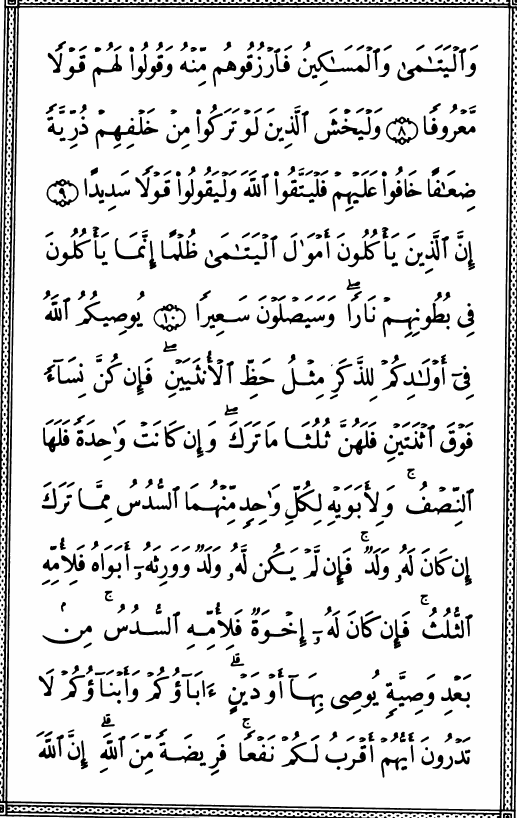 وَٱلۡيَتَٰمَىٰ وَٱلۡمَسَٰكِينُ فَٱرۡزُقُوهُم مِّنۡهُ وَقُولُواْ لَهُمۡ قَوۡلٗا
مَّعۡرُوفٗا ٨ وَلۡيَخۡشَ ٱلَّذِينَ لَوۡ تَرَكُواْ مِنۡ خَلۡفِهِمۡ ذُرِّيَّةٗ
ضِعَٰفًا خَافُواْ عَلَيۡهِمۡ فَلۡيَتَّقُواْ ٱللَّهَ وَلۡيَقُولُواْ قَوۡلٗا سَدِيدًا ٩
إِنَّ ٱلَّذِينَ يَأۡكُلُونَ أَمۡوَٰلَ ٱلۡيَتَٰمَىٰ ظُلۡمًا إِنَّمَا يَأۡكُلُونَ
فِي بُطُونِهِمۡ نَارٗاۖ وَسَيَصۡلَوۡنَ سَعِيرٗا ١٠ يُوصِيكُمُ ٱللَّهُ
فِيٓ أَوۡلَٰدِكُمۡۖ لِلذَّكَرِ مِثۡلُ حَظِّ ٱلۡأُنثَيَيۡنِۚ فَإِن كُنَّ نِسَآءٗ
فَوۡقَ ٱثۡنَتَيۡنِ فَلَهُنَّ ثُلُثَا مَا تَرَكَۖ وَإِن كَانَتۡ وَٰحِدَةٗ فَلَهَا
ٱلنِّصۡفُۚ وَلِأَبَوَيۡهِ لِكُلِّ وَٰحِدٖ مِّنۡهُمَا ٱلسُّدُسُ مِمَّا تَرَكَ
إِن كَانَ لَهُۥ وَلَدٞۚ فَإِن لَّمۡ يَكُن لَّهُۥ وَلَدٞ وَوَرِثَهُۥٓ أَبَوَاهُ فَلِأُمِّهِ
ٱلثُّلُثُۚ فَإِن كَانَ لَهُۥٓ إِخۡوَةٞ فَلِأُمِّهِ ٱلسُّدُسُۚ مِنۢ
بَعۡدِ وَصِيَّةٖ يُوصِي بِهَآ أَوۡ دَيۡنٍۗ ءَابَآؤُكُمۡ وَأَبۡنَآؤُكُمۡ لَا
تَدۡرُونَ أَيُّهُمۡ أَقۡرَبُ لَكُمۡ نَفۡعٗاۚ فَرِيضَةٗ مِّنَ ٱللَّهِۗ إِنَّ ٱللَّهَ